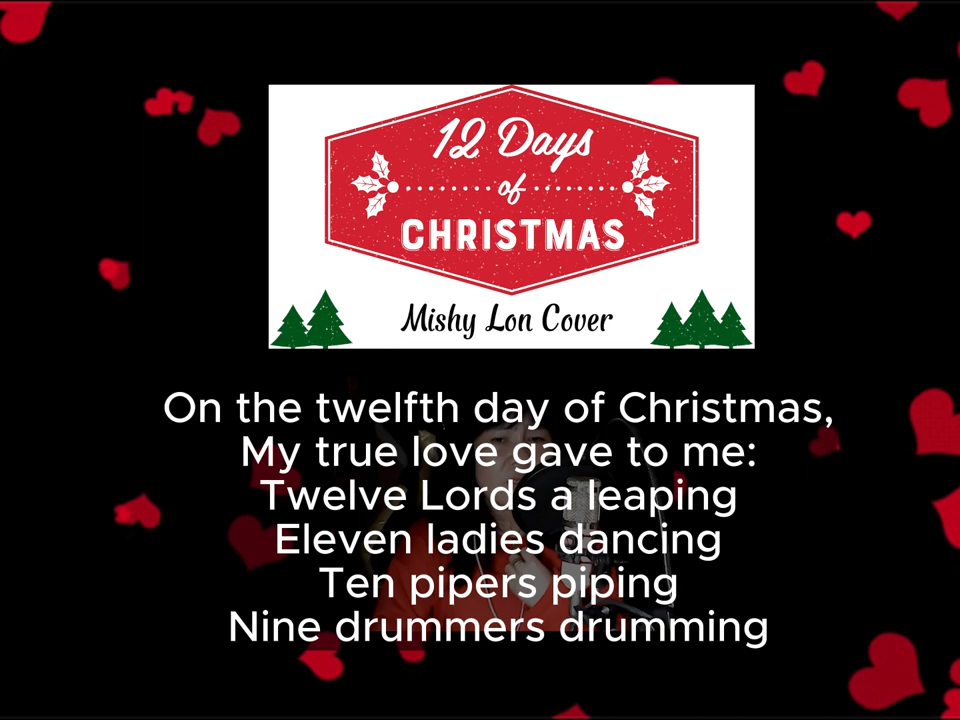 12 Days
of
CHRISTMAS
Mishy Lon Cover
On the twelfth day of Christmas,
My true love gave to me:
Twelve Lords a leaping
Eleven ladies dancing
Ten pipers piping
Nine drummers drumming